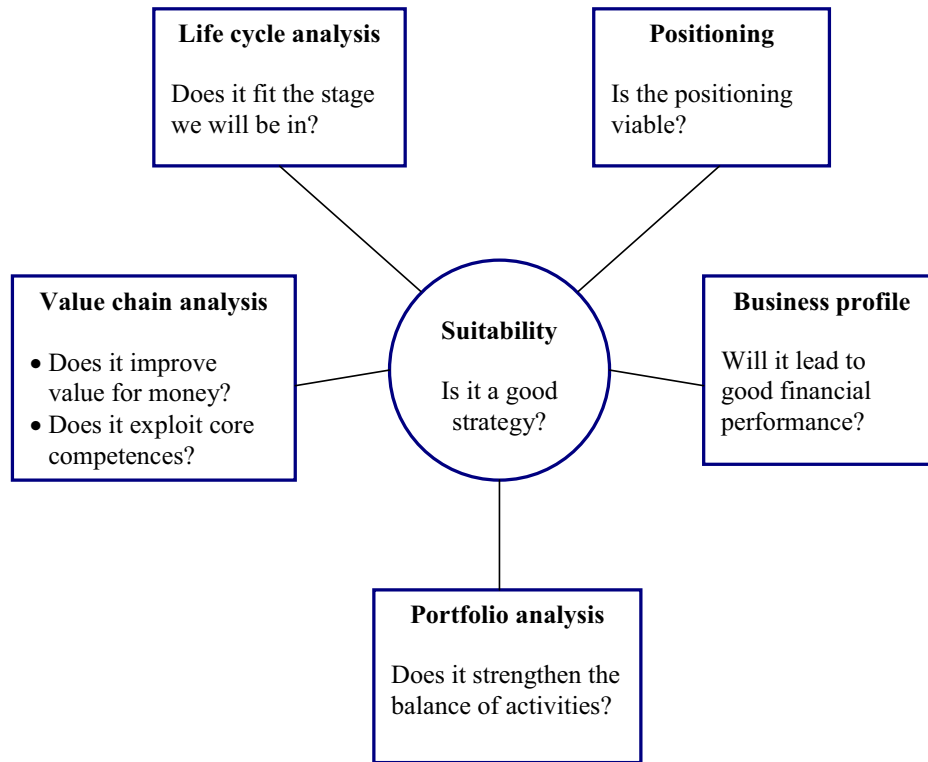 Life cycle analysis
Does it fit the stage
we will be in?
Positioning
Is the positioning
viable?
Value chain analysis
• Does it improve
value for money?
• Does it exploit core
competences?
Suitability
Is it a good
strategy?
Business profile
Will it lead to
good financial
performance?
Portfolio analysis
Does it strengthen the
balance of activities?